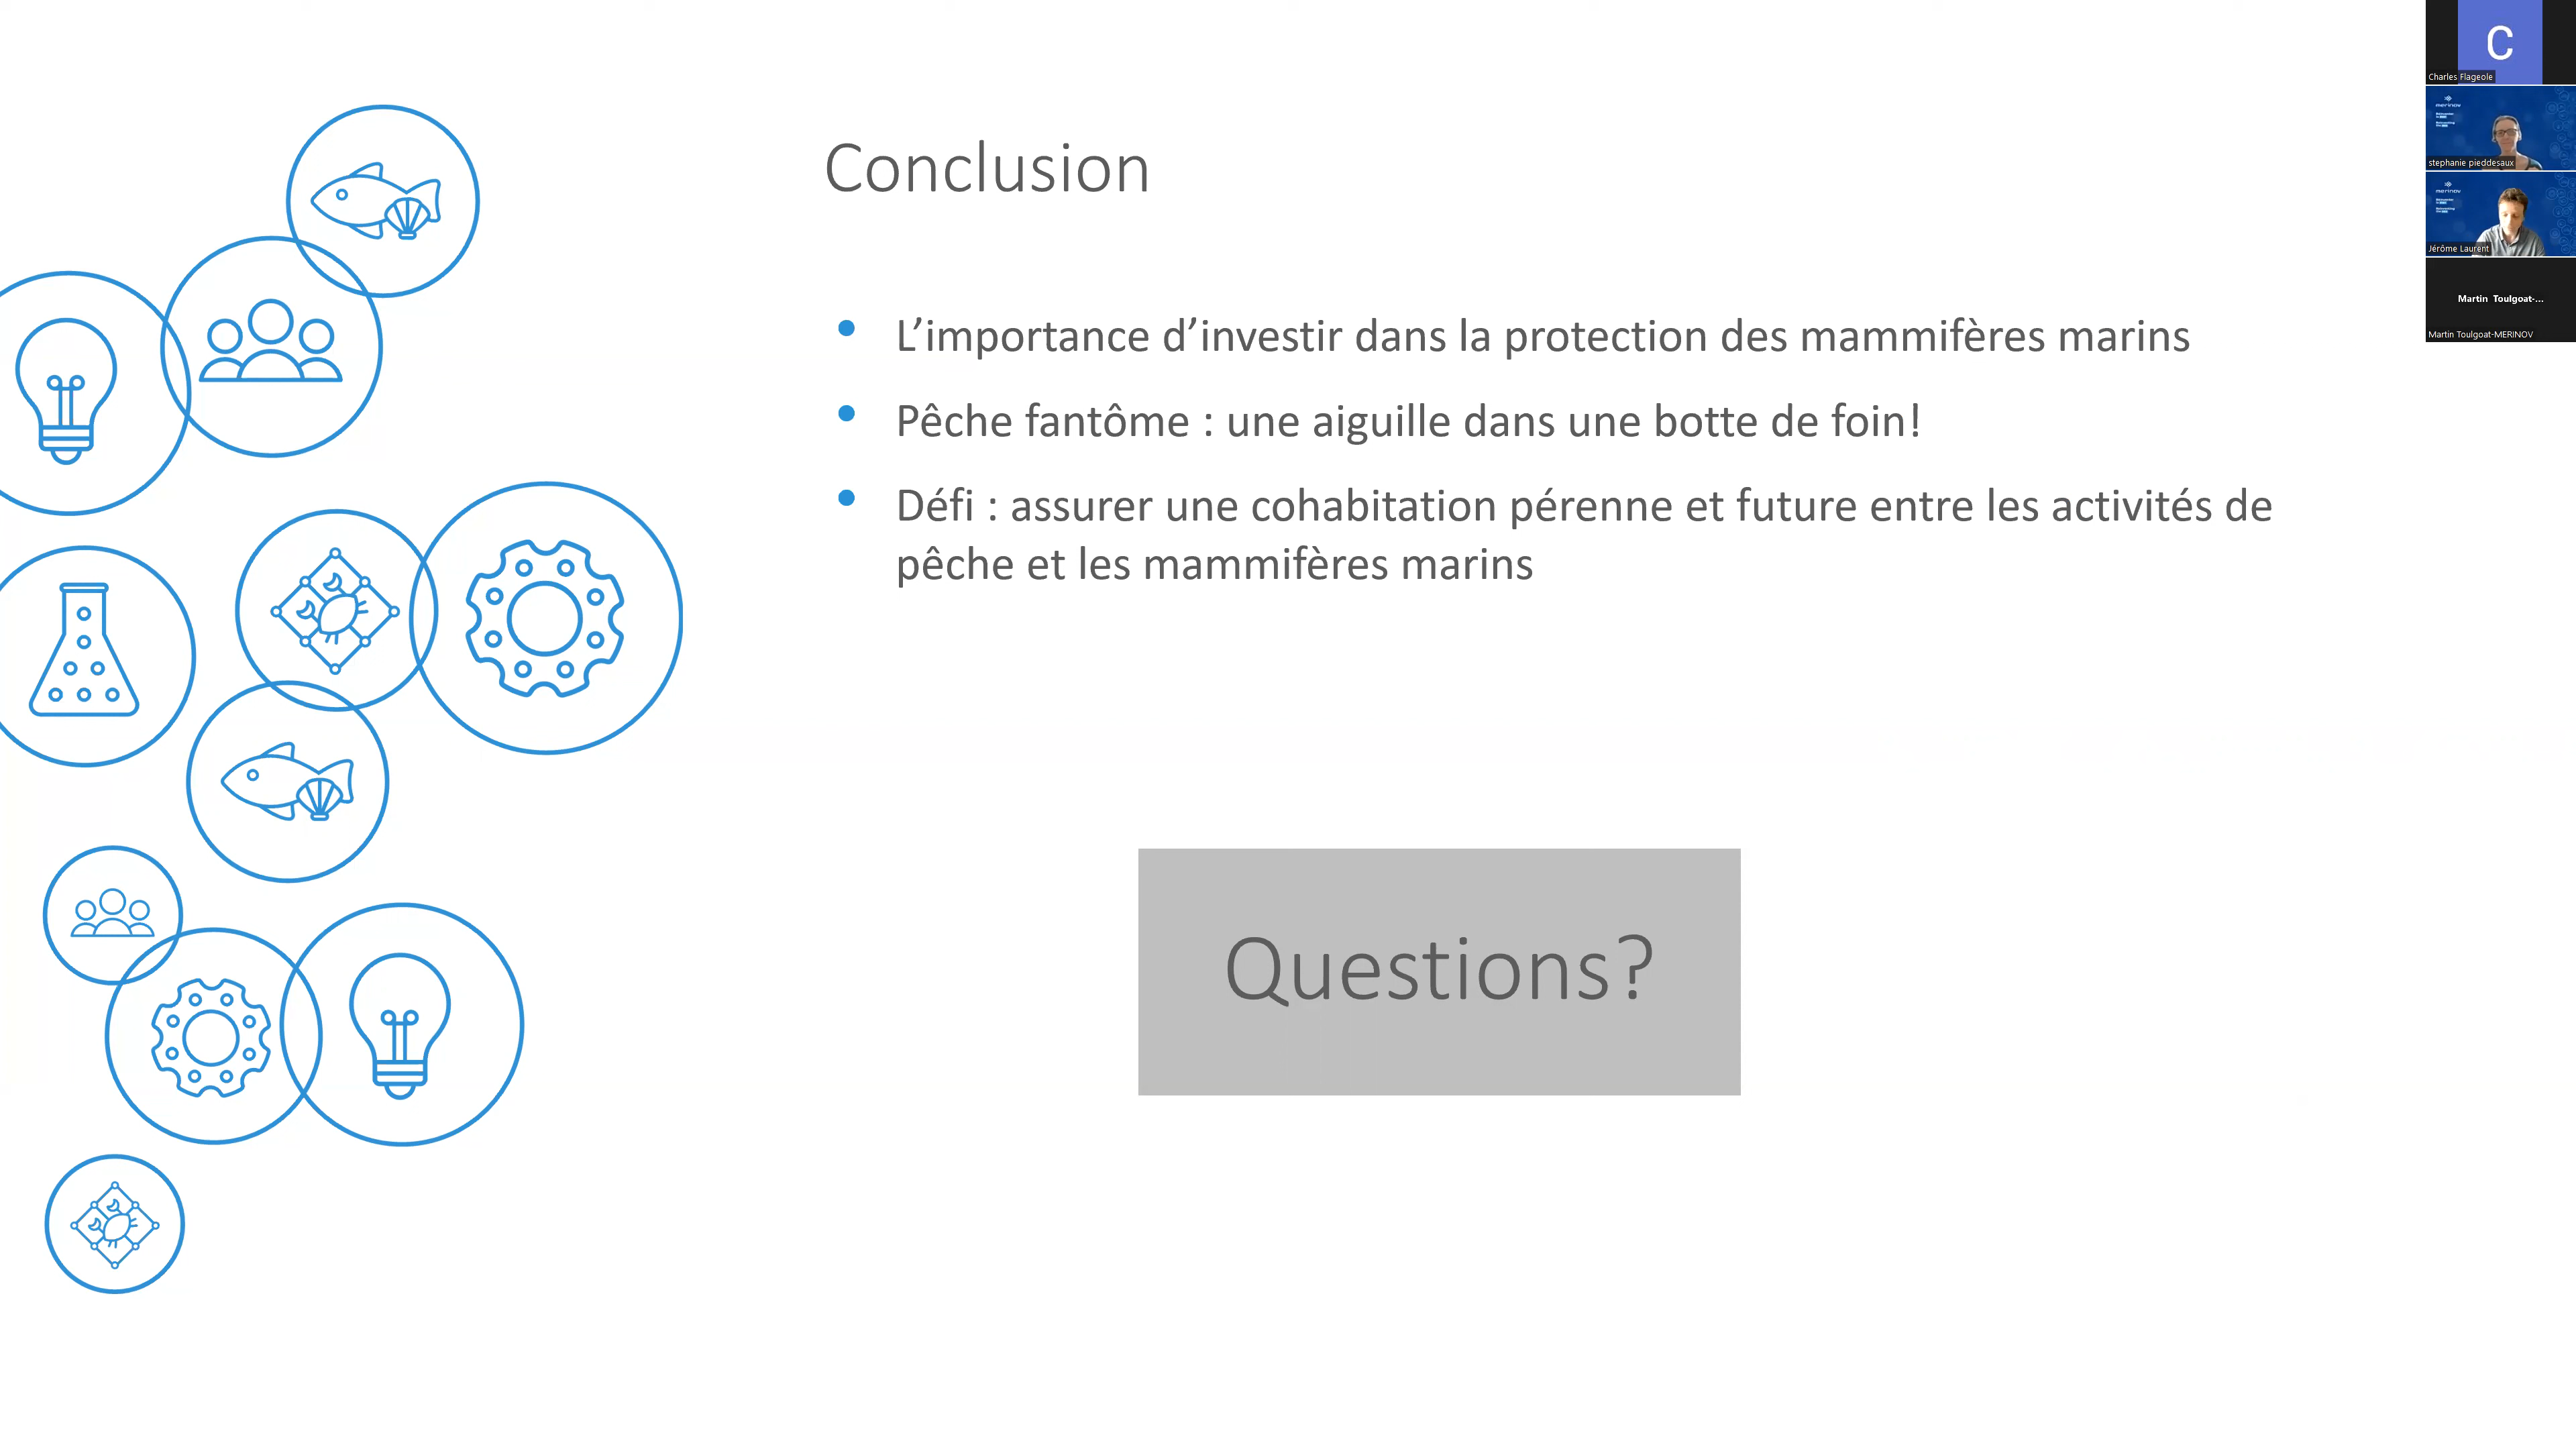 Conclusion
L’importance d’investir dans la protection des mammifères marins
Pêche fantôme : une aiguille dans une botte de foin!
Défi : assurer une cohabitation pérenne et future entre les activités de
pêche et les mammifères marins
Questions?
C
Charles Flageole
merinov
stephanie pieddesaux
merinov
Jérôme Laurent
Martin Toulgoat-...
Martin Toulgoat-MERINOV